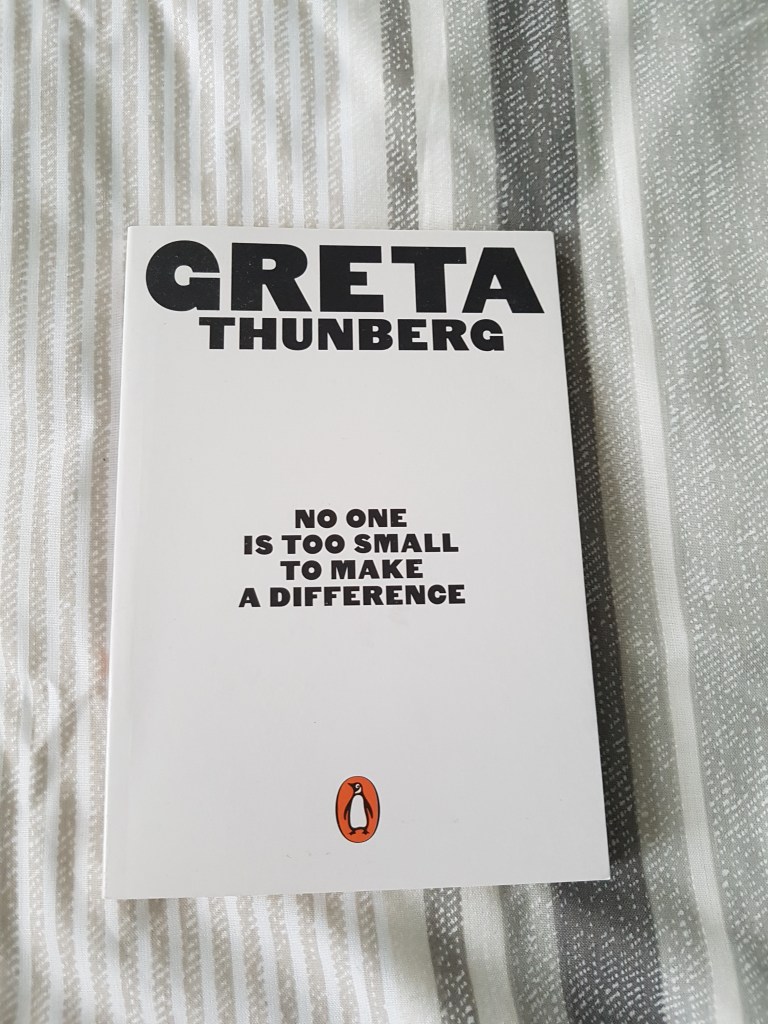 GRETA
THUNBERG
NO ONE
IS TOO SMALL
TO MAKE
A DIFFERENCE